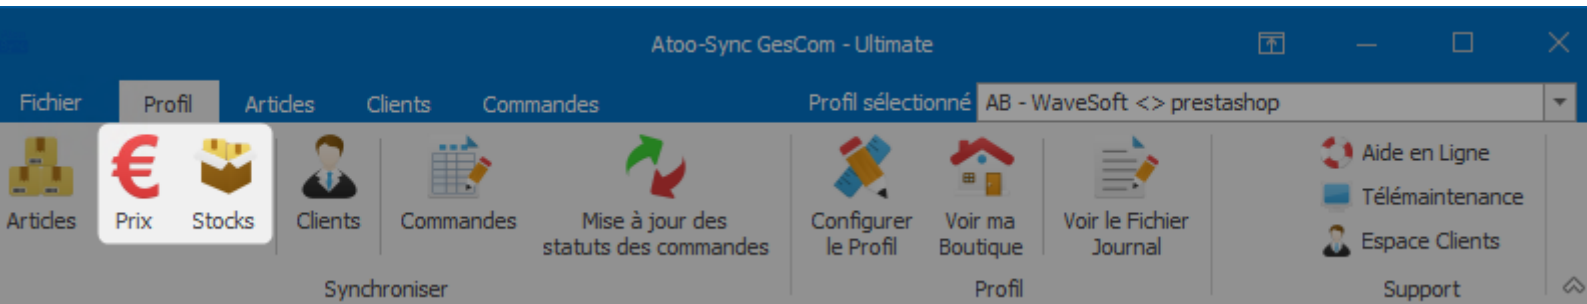 Atoo-Sync GesCom - Ultimate
Fichier Profil Articles Clients Commandes Profil sélectionné AB - WaveSoft <> prestashop
Articles Prix Stocks Clients Commandes Mise à jour des
statuts des commandes
Configurer
le Profil
Voir ma
Boutique
Voir le Fichier
Journal
Aide en Ligne
Télémaintenance
Espace Clients
Synchroniser Profil Support